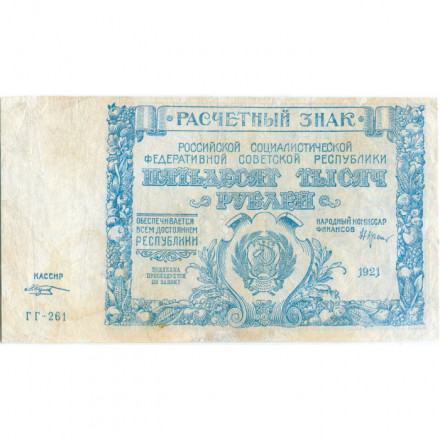 РАСЧЕТНЫЙ ЗНАК
РОССИЙСКОЙ СОЦИАЛИСТИЧЕСКОЙ
ФЕДЕРАТИВНОЙ СОВЕТСКОЙ РЕСПУБЛИКИ
ПЯТЬДЕСЯТ ТЫСЯЧ
РУБЛЕЙ
ОБЕСПЕЧИВАЕТСЯ
ВСЕМ ДОСТОЯНИЕМ
РЕСПУБЛИКИ
НАРОДНЫЙ КОМИССАР
ФИНАНСОВ
ПОДДЕЛКА
ПРЕСЛЕДУЕТСЯ
ПО ЗАКОНУ
1921
КАССИР
ГГ-261